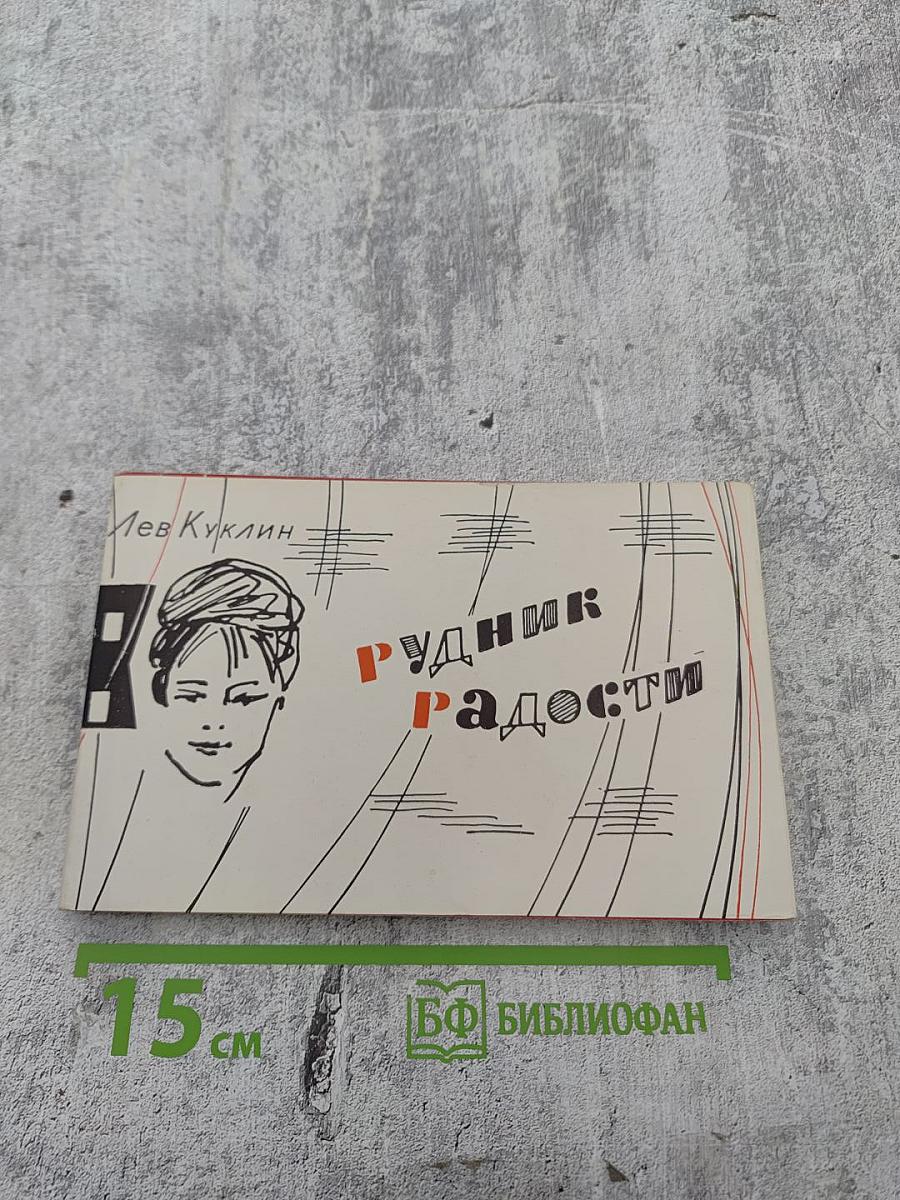 Лев Куклин
рудник
радости
15 см
БФ БИБЛИОФАН